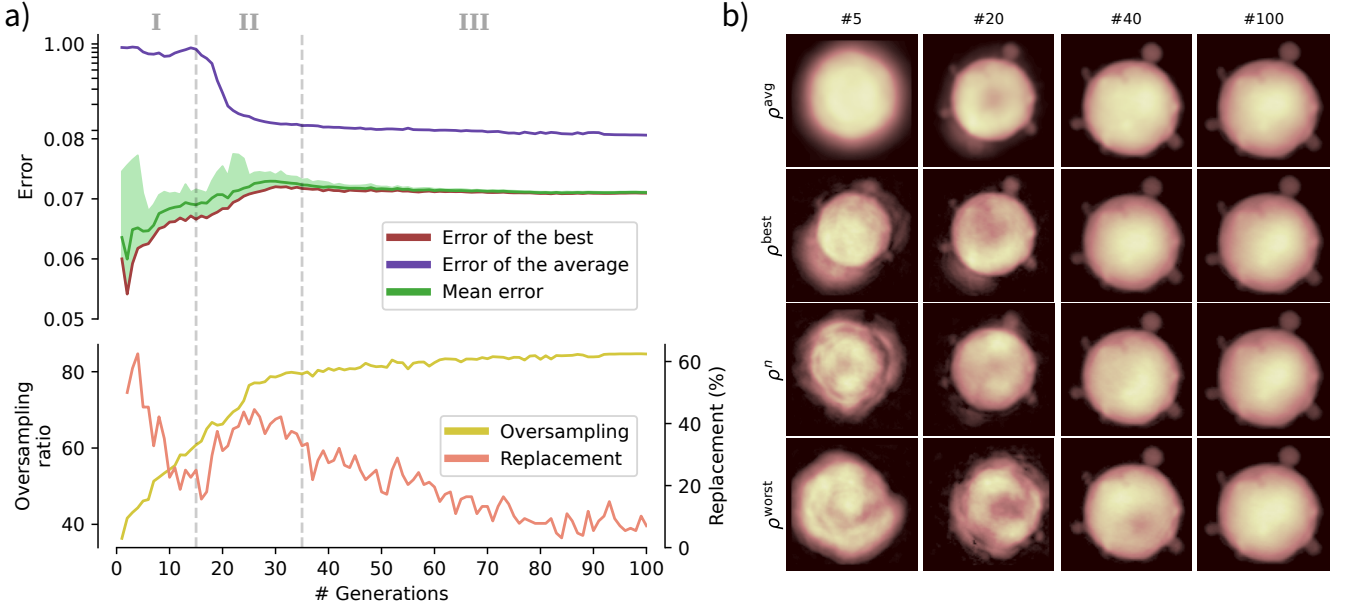 a)
I II III
1.00
0.08
0.07
0.06
0.05
Error
Error of the best
Error of the average
Mean error
80
60
40
Oversampling
ratio
Oversampling
Replacement
60
40
20
0
Replacement (%)
0 10 20 30 40 50 60 70 80 90 100
# Generations
b)
#5 #20 #40 #100
ρ^avg
ρ^best
ρ^n
ρ^worst